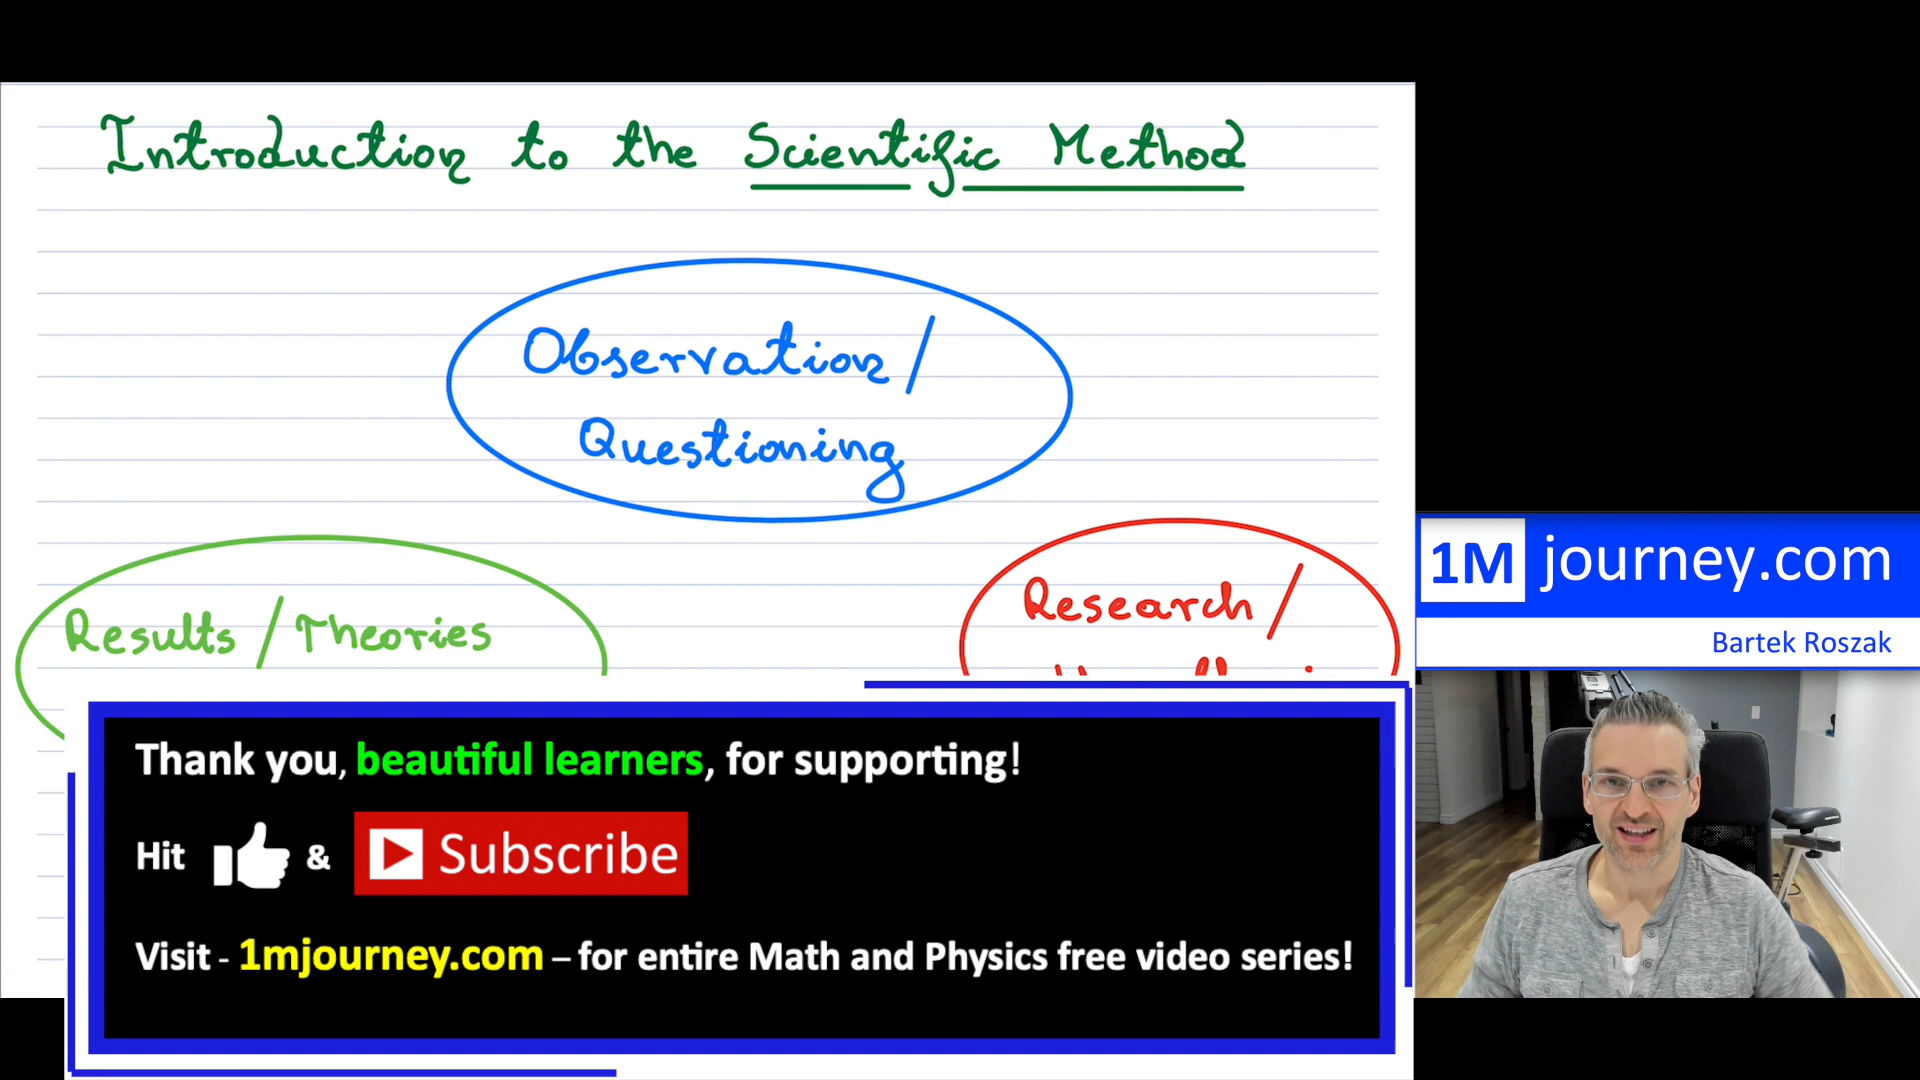 Introduction to the Scientific Method
Observation /
Questioning
Results / Theories
Research /
1M journey.com
Bartek Roszak
Thank you, beautiful learners, for supporting!
Hit & Subscribe
Visit - 1mjourney.com – for entire Math and Physics free video series!